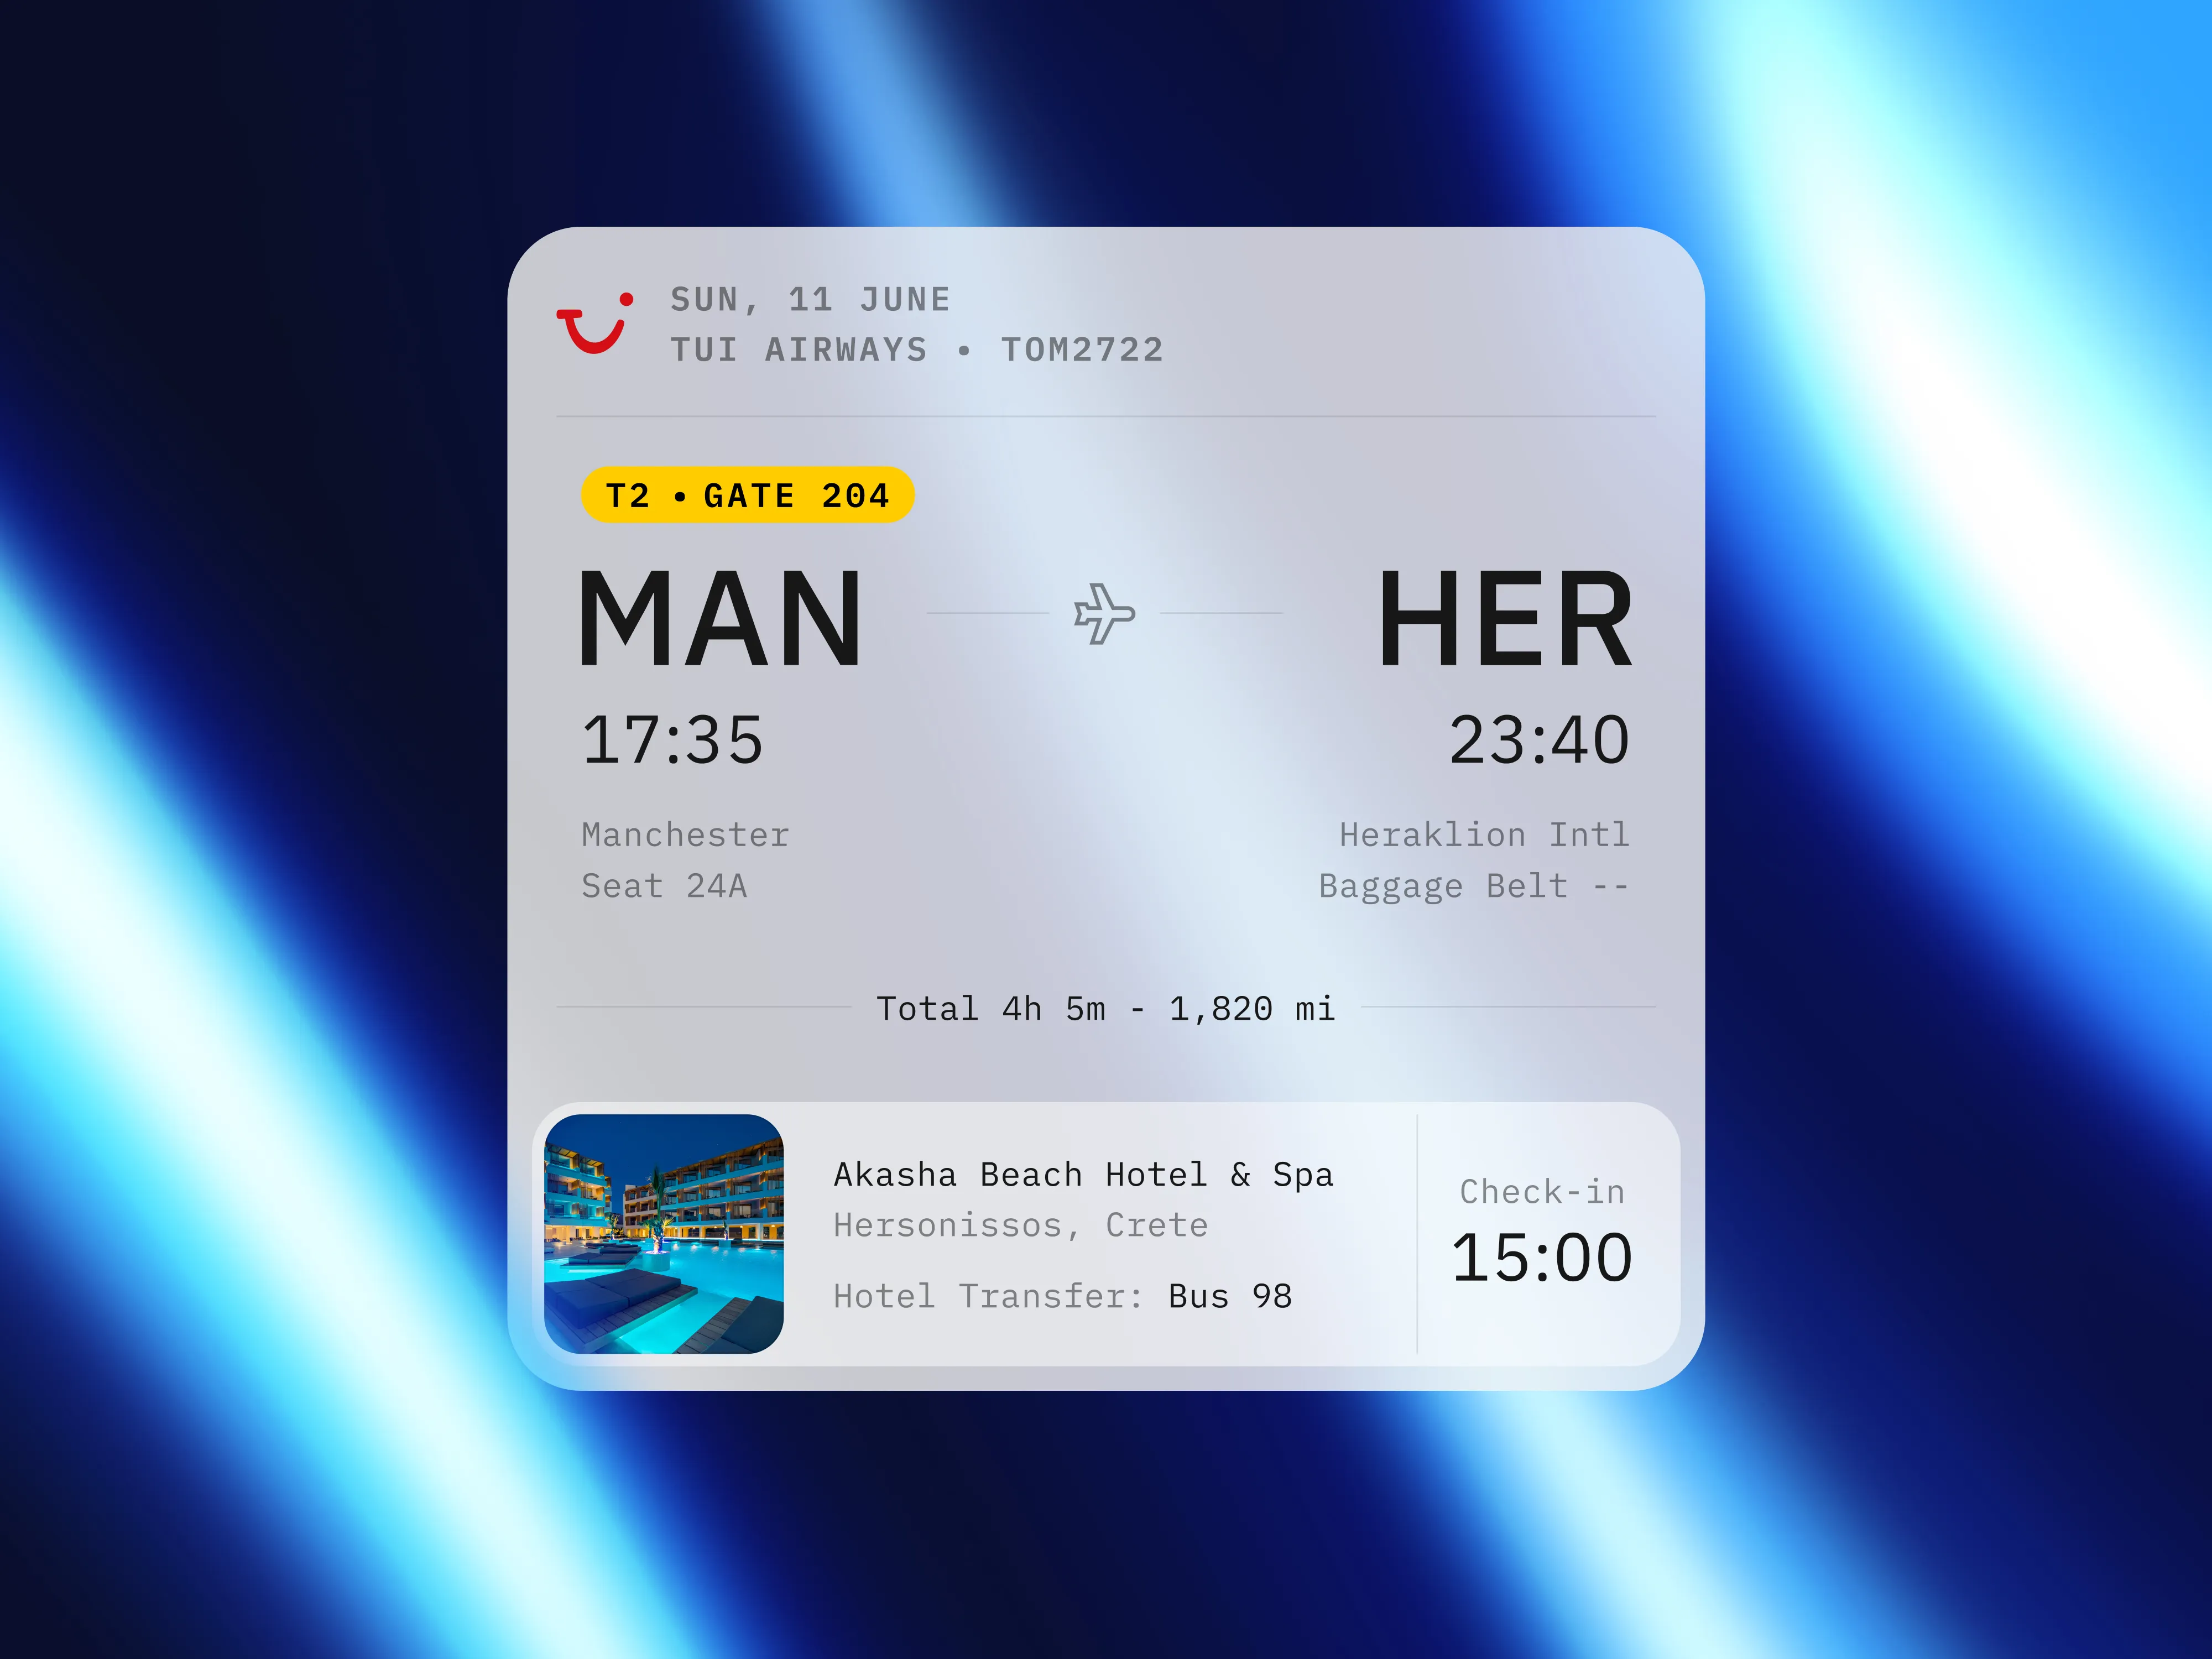 SUN, 11 JUNE
TUI AIRWAYS • TOM2722
T2 • GATE 204
MAN
HER
17:35
23:40
Manchester
Heraklion Intl
Seat 24A
Baggage Belt --
Total 4h 5m - 1,820 mi
Akasha Beach Hotel & Spa
Hersonissos, Crete
Hotel Transfer: Bus 98
Check-in
15:00